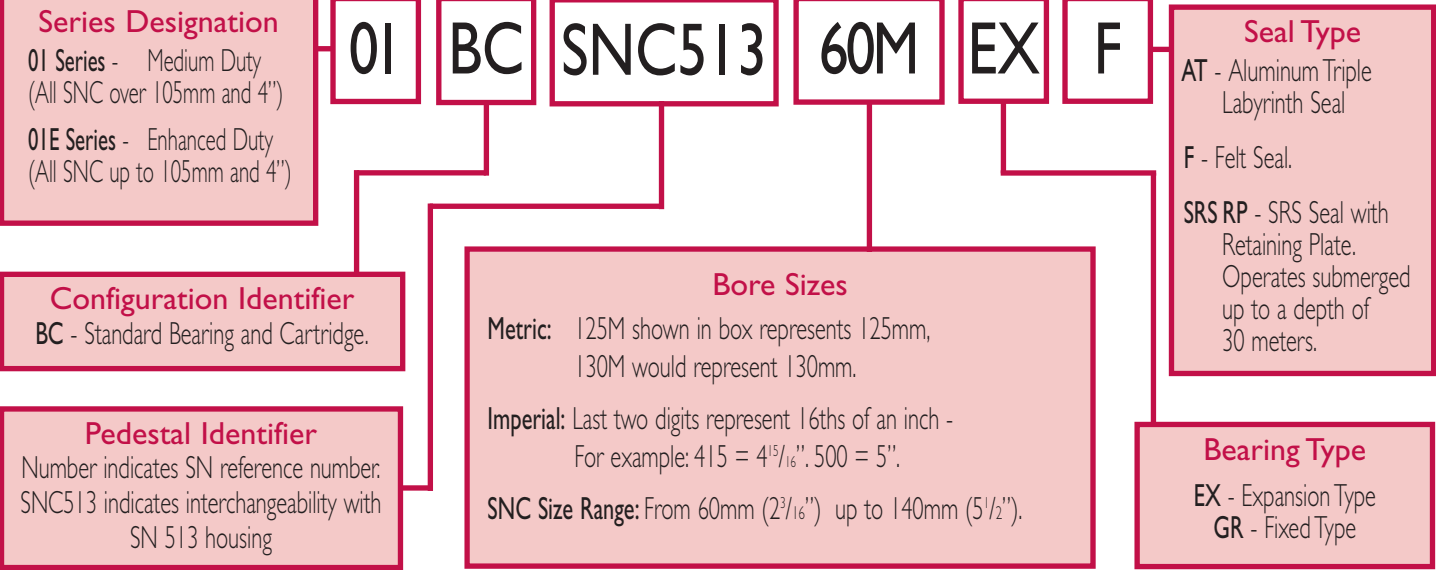 Series Designation
01 Series - Medium Duty
(All SNC over 105mm and 4”)
01E Series - Enhanced Duty
(All SNC up to 105mm and 4”)
01 BC SNC513 60M EX F
Seal Type
AT - Aluminum Triple
Labyrinth Seal
F - Felt Seal.
SRS RP - SRS Seal with
Retaining Plate.
Operates submerged
up to a depth of
30 meters.
Configuration Identifier
BC - Standard Bearing and Cartridge.
Pedestal Identifier
Number indicates SN reference number.
SNC513 indicates interchangeability with
SN 513 housing
Bore Sizes
Metric: 125M shown in box represents 125mm,
130M would represent 130mm.
Imperial: Last two digits represent 16ths of an inch -
For example: 415 = 4 15/16”. 500 = 5”.
SNC Size Range: From 60mm (2 3/16”) up to 140mm (5 1/2”).
Bearing Type
EX - Expansion Type
GR - Fixed Type